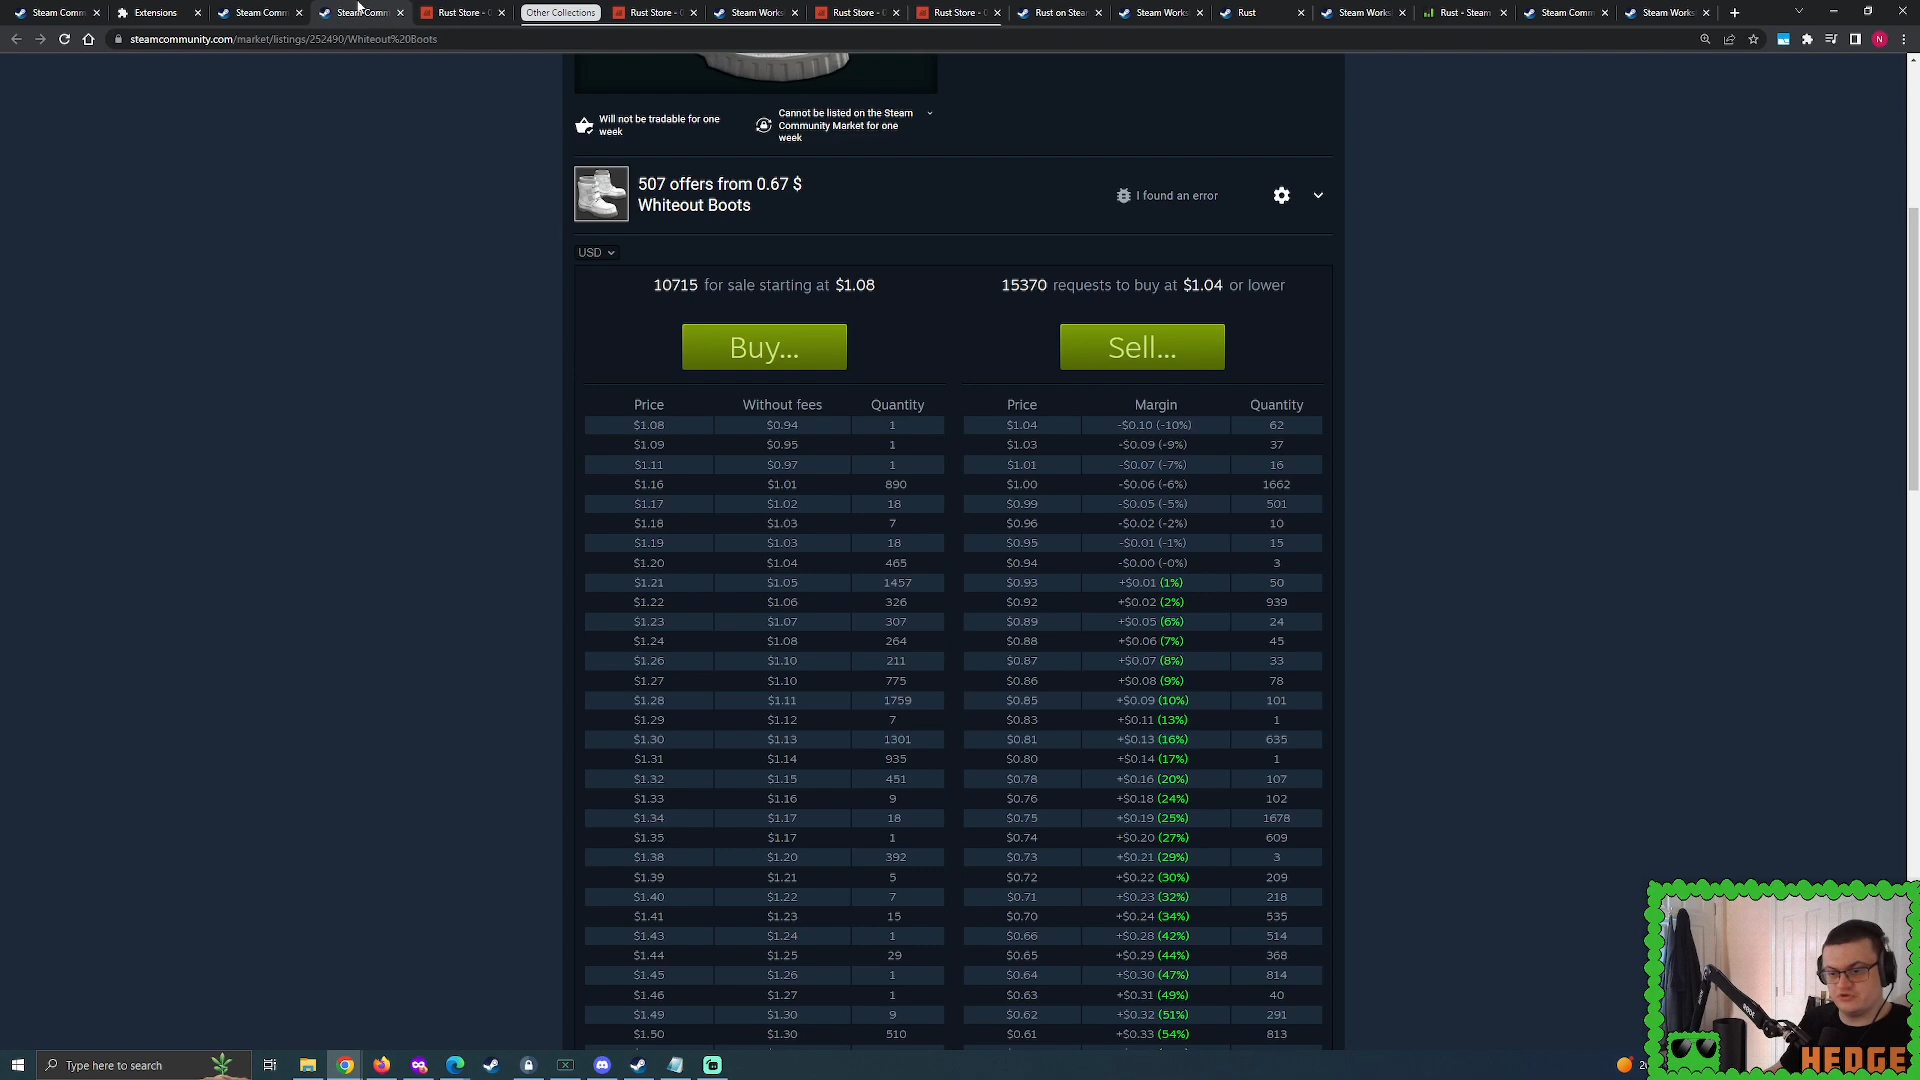 Steam Comm
Extensions
Steam Comm
Steam Comm
Rust Store - 0
Other Collections
Rust Store - 0
Steam Works
Rust Store - 0
Rust Store - 0
Rust on Steam
Steam Works
Rust
Steam Works
Rust - Steam
Steam Comm
Steam Works
steamcommunity.com/market/listings/252490/Whiteout%20Boots
N
Will not be tradable for one
week
Cannot be listed on the Steam
Community Market for one
week
507 offers from 0.67 $
Whiteout Boots
I found an error
USD
10715 for sale starting at $1.08
15370 requests to buy at $1.04 or lower
Buy...
Sell...
Price Without fees Quantity Price Margin Quantity
$1.08 $0.94 1 $1.04 -$0.10 (-10%) 62
$1.09 $0.95 1 $1.03 -$0.09 (-9%) 37
$1.11 $0.97 1 $1.01 -$0.07 (-7%) 16
$1.16 $1.01 890 $1.00 -$0.06 (-6%) 1662
$1.17 $1.02 18 $0.99 -$0.05 (-5%) 501
$1.18 $1.03 7 $0.96 -$0.02 (-2%) 10
$1.19 $1.03 18 $0.95 -$0.01 (-1%) 15
$1.20 $1.04 465 $0.94 -$0.00 (-0%) 3
$1.21 $1.05 1457 $0.93 +$0.01 (1%) 50
$1.22 $1.06 326 $0.92 +$0.02 (2%) 939
$1.23 $1.07 307 $0.89 +$0.05 (6%) 24
$1.24 $1.08 264 $0.88 +$0.06 (7%) 45
$1.26 $1.10 211 $0.87 +$0.07 (8%) 33
$1.27 $1.10 775 $0.86 +$0.08 (9%) 78
$1.28 $1.11 1759 $0.85 +$0.09 (10%) 101
$1.29 $1.12 7 $0.83 +$0.11 (13%) 1
$1.30 $1.13 1301 $0.81 +$0.13 (16%) 635
$1.31 $1.14 935 $0.80 +$0.14 (17%) 1
$1.32 $1.15 451 $0.78 +$0.16 (20%) 107
$1.33 $1.16 9 $0.76 +$0.18 (24%) 102
$1.34 $1.17 18 $0.75 +$0.19 (25%) 1678
$1.35 $1.17 1 $0.74 +$0.20 (27%) 609
$1.38 $1.20 392 $0.73 +$0.21 (29%) 3
$1.39 $1.21 5 $0.72 +$0.22 (30%) 209
$1.40 $1.22 7 $0.71 +$0.23 (32%) 218
$1.41 $1.23 15 $0.70 +$0.24 (34%) 535
$1.43 $1.24 1 $0.66 +$0.28 (42%) 514
$1.44 $1.25 29 $0.65 +$0.29 (44%) 368
$1.45 $1.26 1 $0.64 +$0.30 (47%) 814
$1.46 $1.27 1 $0.63 +$0.31 (49%) 40
$1.49 $1.30 9 $0.62 +$0.32 (51%) 291
$1.50 $1.30 510 $0.61 +$0.33 (54%) 813
HEDGE
Type here to search